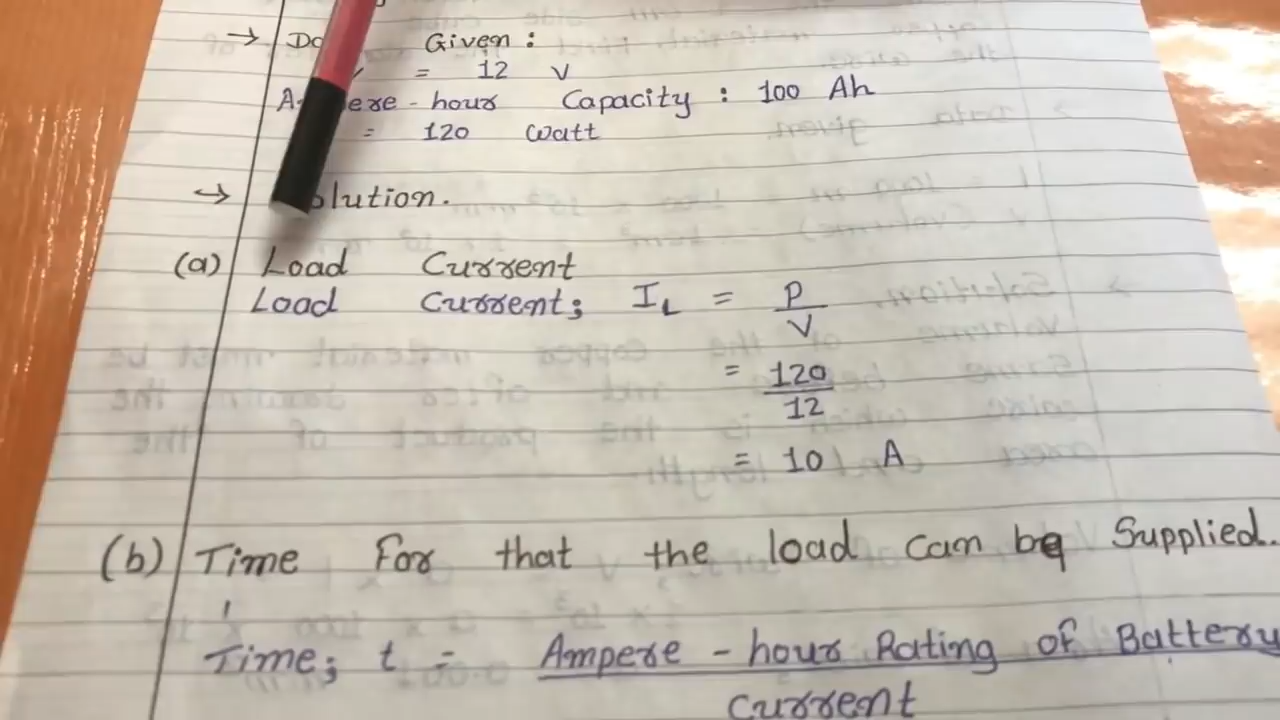 Given :
= 12 V
hour Capacity : 100 Ah
= 120 Watt
→ olution.
(a) Load Current
Load Current; I_L = P/V
= 120/12
= 10 A
(b) Time For that the load can be Supplied.
Time; t = Ampere - hour Rating of Battery
Current